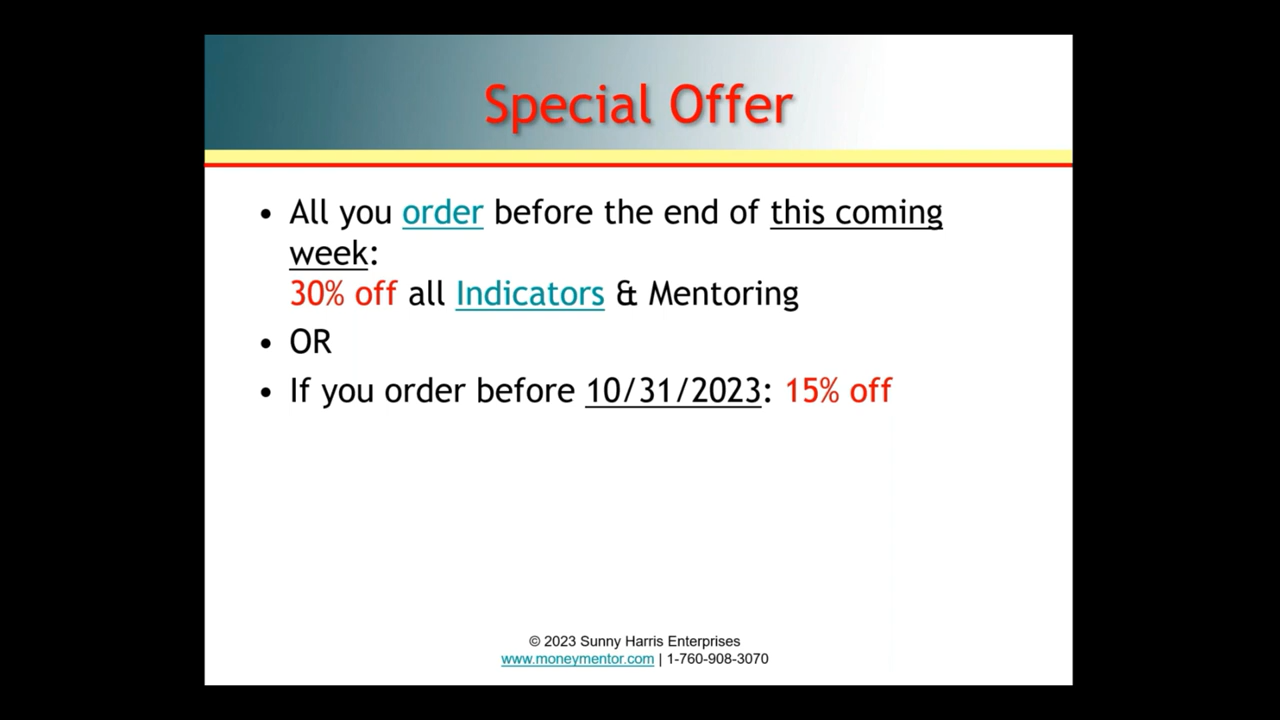 Special Offer
• All you order before the end of this coming
week:
30% off all Indicators & Mentoring
• OR
• If you order before 10/31/2023: 15% off
© 2023 Sunny Harris Enterprises
www.moneymentor.com | 1-760-908-3070